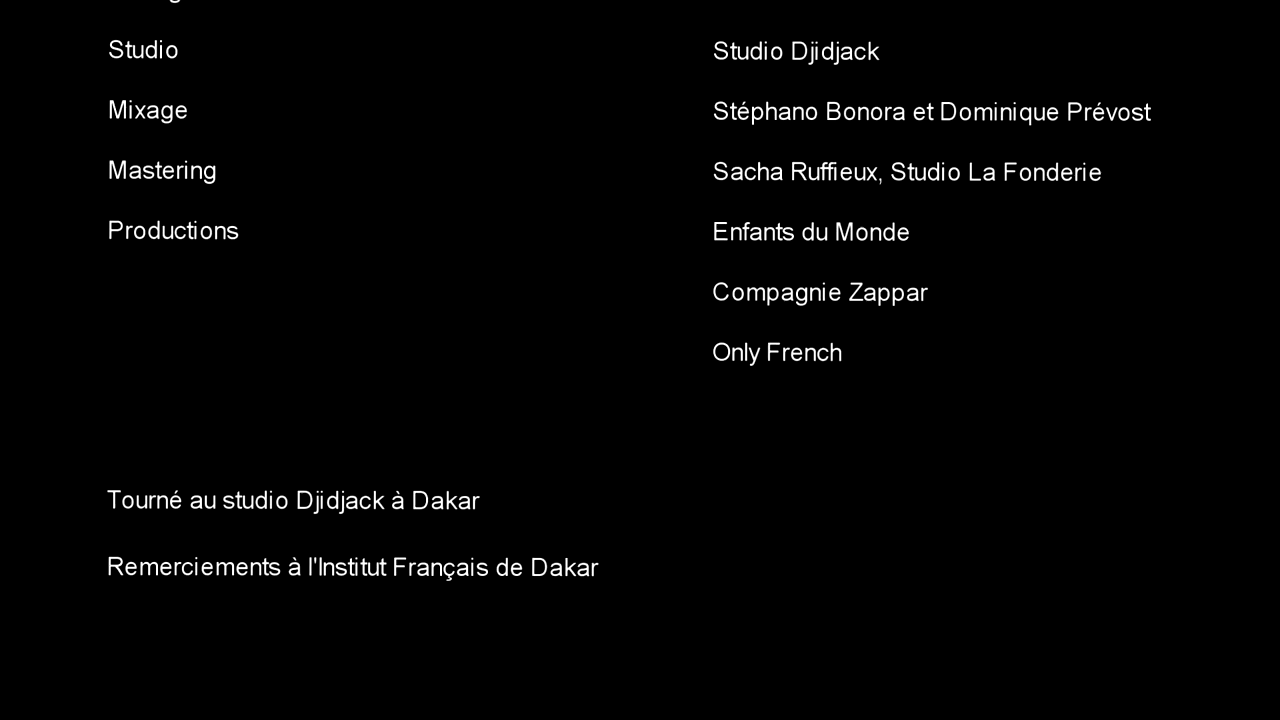 Studio Studio Djidjack
Mixage Stéphano Bonora et Dominique Prévost
Mastering Sacha Ruffieux, Studio La Fonderie
Productions Enfants du Monde
Compagnie Zappar
Only French
Tourné au studio Djidjack à Dakar
Remerciements à l'Institut Français de Dakar